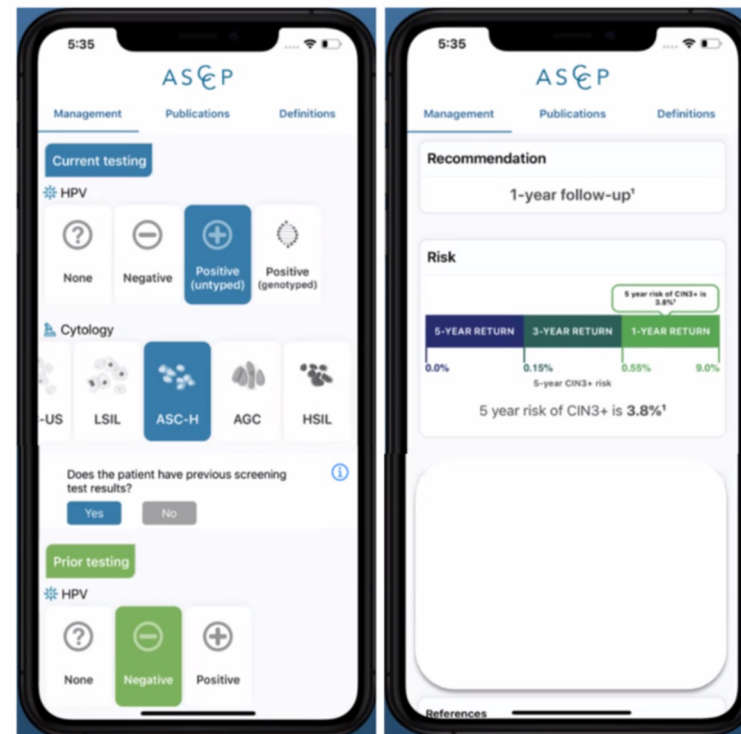 5:35
ASCCP
Management Publications Definitions
Current testing
HPV
None Negative Positive (untyped) Positive (genotyped)
Cytology
-US LSIL ASC-H AGC HSIL
Does the patient have previous screening
test results?
Yes No
Prior testing
HPV
None Negative Positive
5:35
ASCCP
Management Publications Definitions
Recommendation
1-year follow-up¹
Risk
5 year risk of CIN3+ is
3.8%¹
5-YEAR RETURN 3-YEAR RETURN 1-YEAR RETURN
0.0% 0.15% 0.55% 9.0%
5-year CIN3+ risk
5 year risk of CIN3+ is 3.8%¹
References